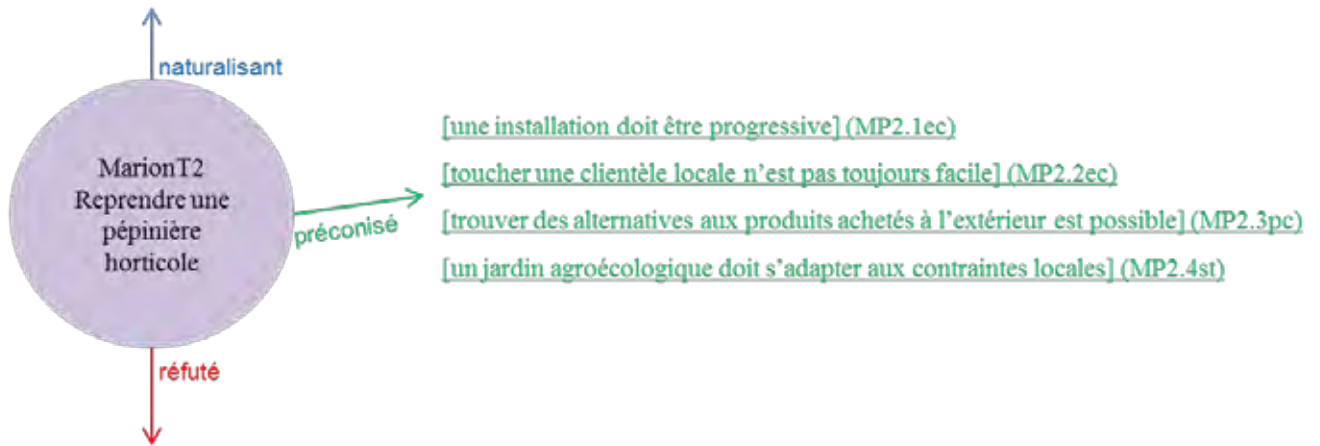 naturalisant
MarionT2
Reprendre une
pépinière
horticole
préconisé
[une installation doit être progressive] (MP2.1ec)
[toucher une clientèle locale n’est pas toujours facile] (MP2.2ec)
[trouver des alternatives aux produits achetés à l’extérieur est possible] (MP2.3pc)
[un jardin agroécologique doit s’adapter aux contraintes locales] (MP2.4st)
réfuté